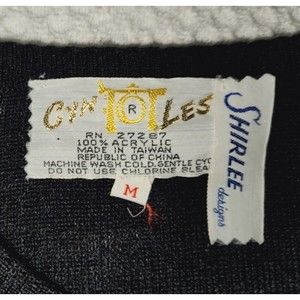 CYN LES
R
RN 27287
100% ACRYLIC
MADE IN TAIWAN
REPUBLIC OF CHINA
MACHINE WASH COLD, GENTLE CYC
DO NOT USE CHLORINE BLEA
M
SHIRLEE
designs